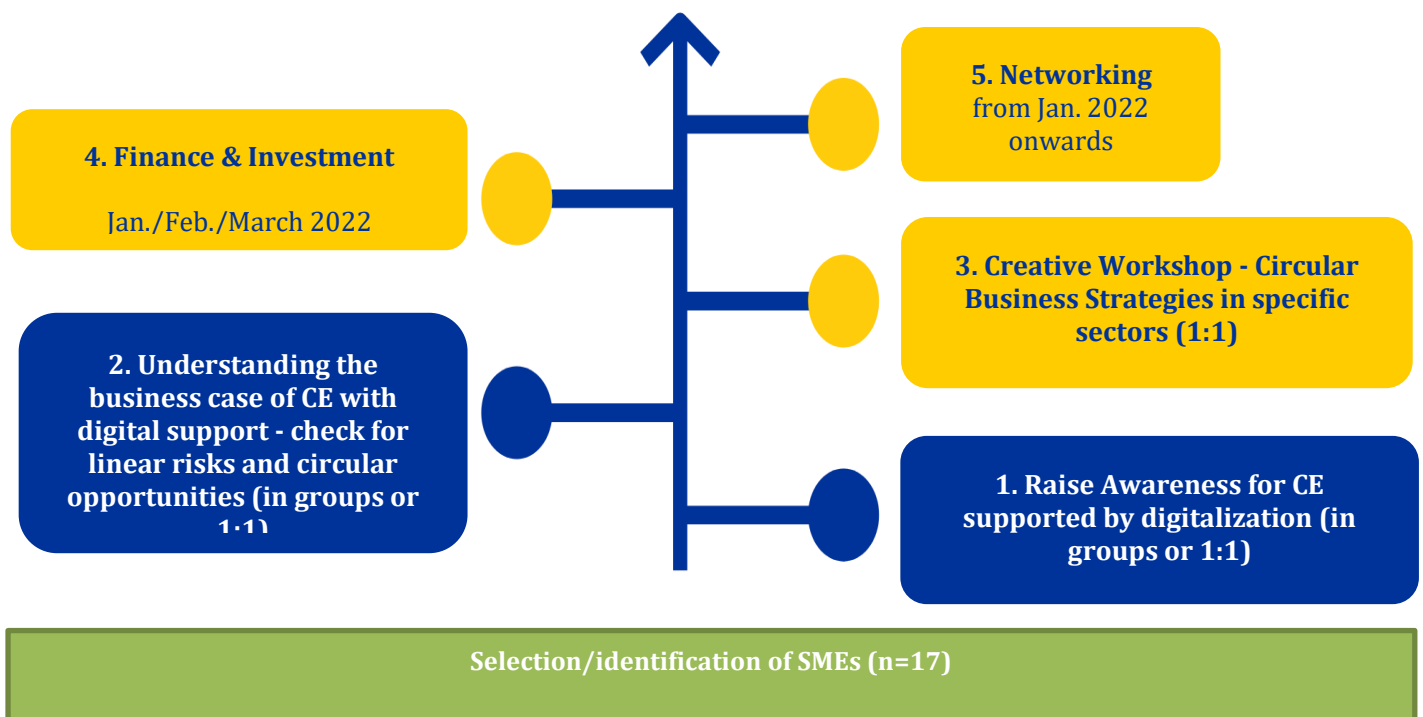 5. Networking
from Jan. 2022
onwards
4. Finance & Investment
Jan./Feb./March 2022
3. Creative Workshop - Circular
Business Strategies in specific
sectors (1:1)
2. Understanding the
business case of CE with
digital support - check for
linear risks and circular
opportunities (in groups or
1:1)
1. Raise Awareness for CE
supported by digitalization (in
groups or 1:1)
Selection/identification of SMEs (n=17)